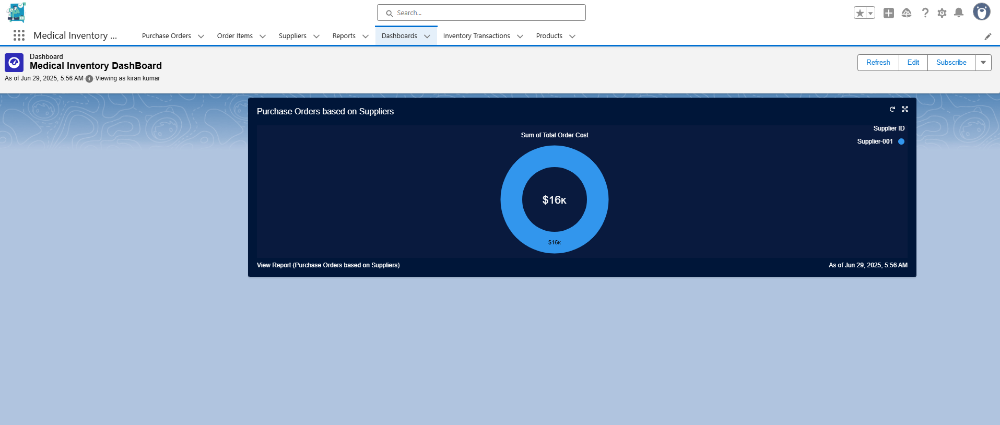 Search...
Medical Inventory ...
Purchase Orders
Order Items
Suppliers
Reports
Dashboards
Inventory Transactions
Products
Dashboard
Medical Inventory DashBoard
As of Jun 29, 2025, 5:56 AM·Viewing as kiran kumar
Refresh
Edit
Subscribe
Purchase Orders based on Suppliers
Supplier ID
Supplier-001
Sum of Total Order Cost
$16K
$16K
View Report (Purchase Orders based on Suppliers)
As of Jun 29, 2025, 5:56 AM